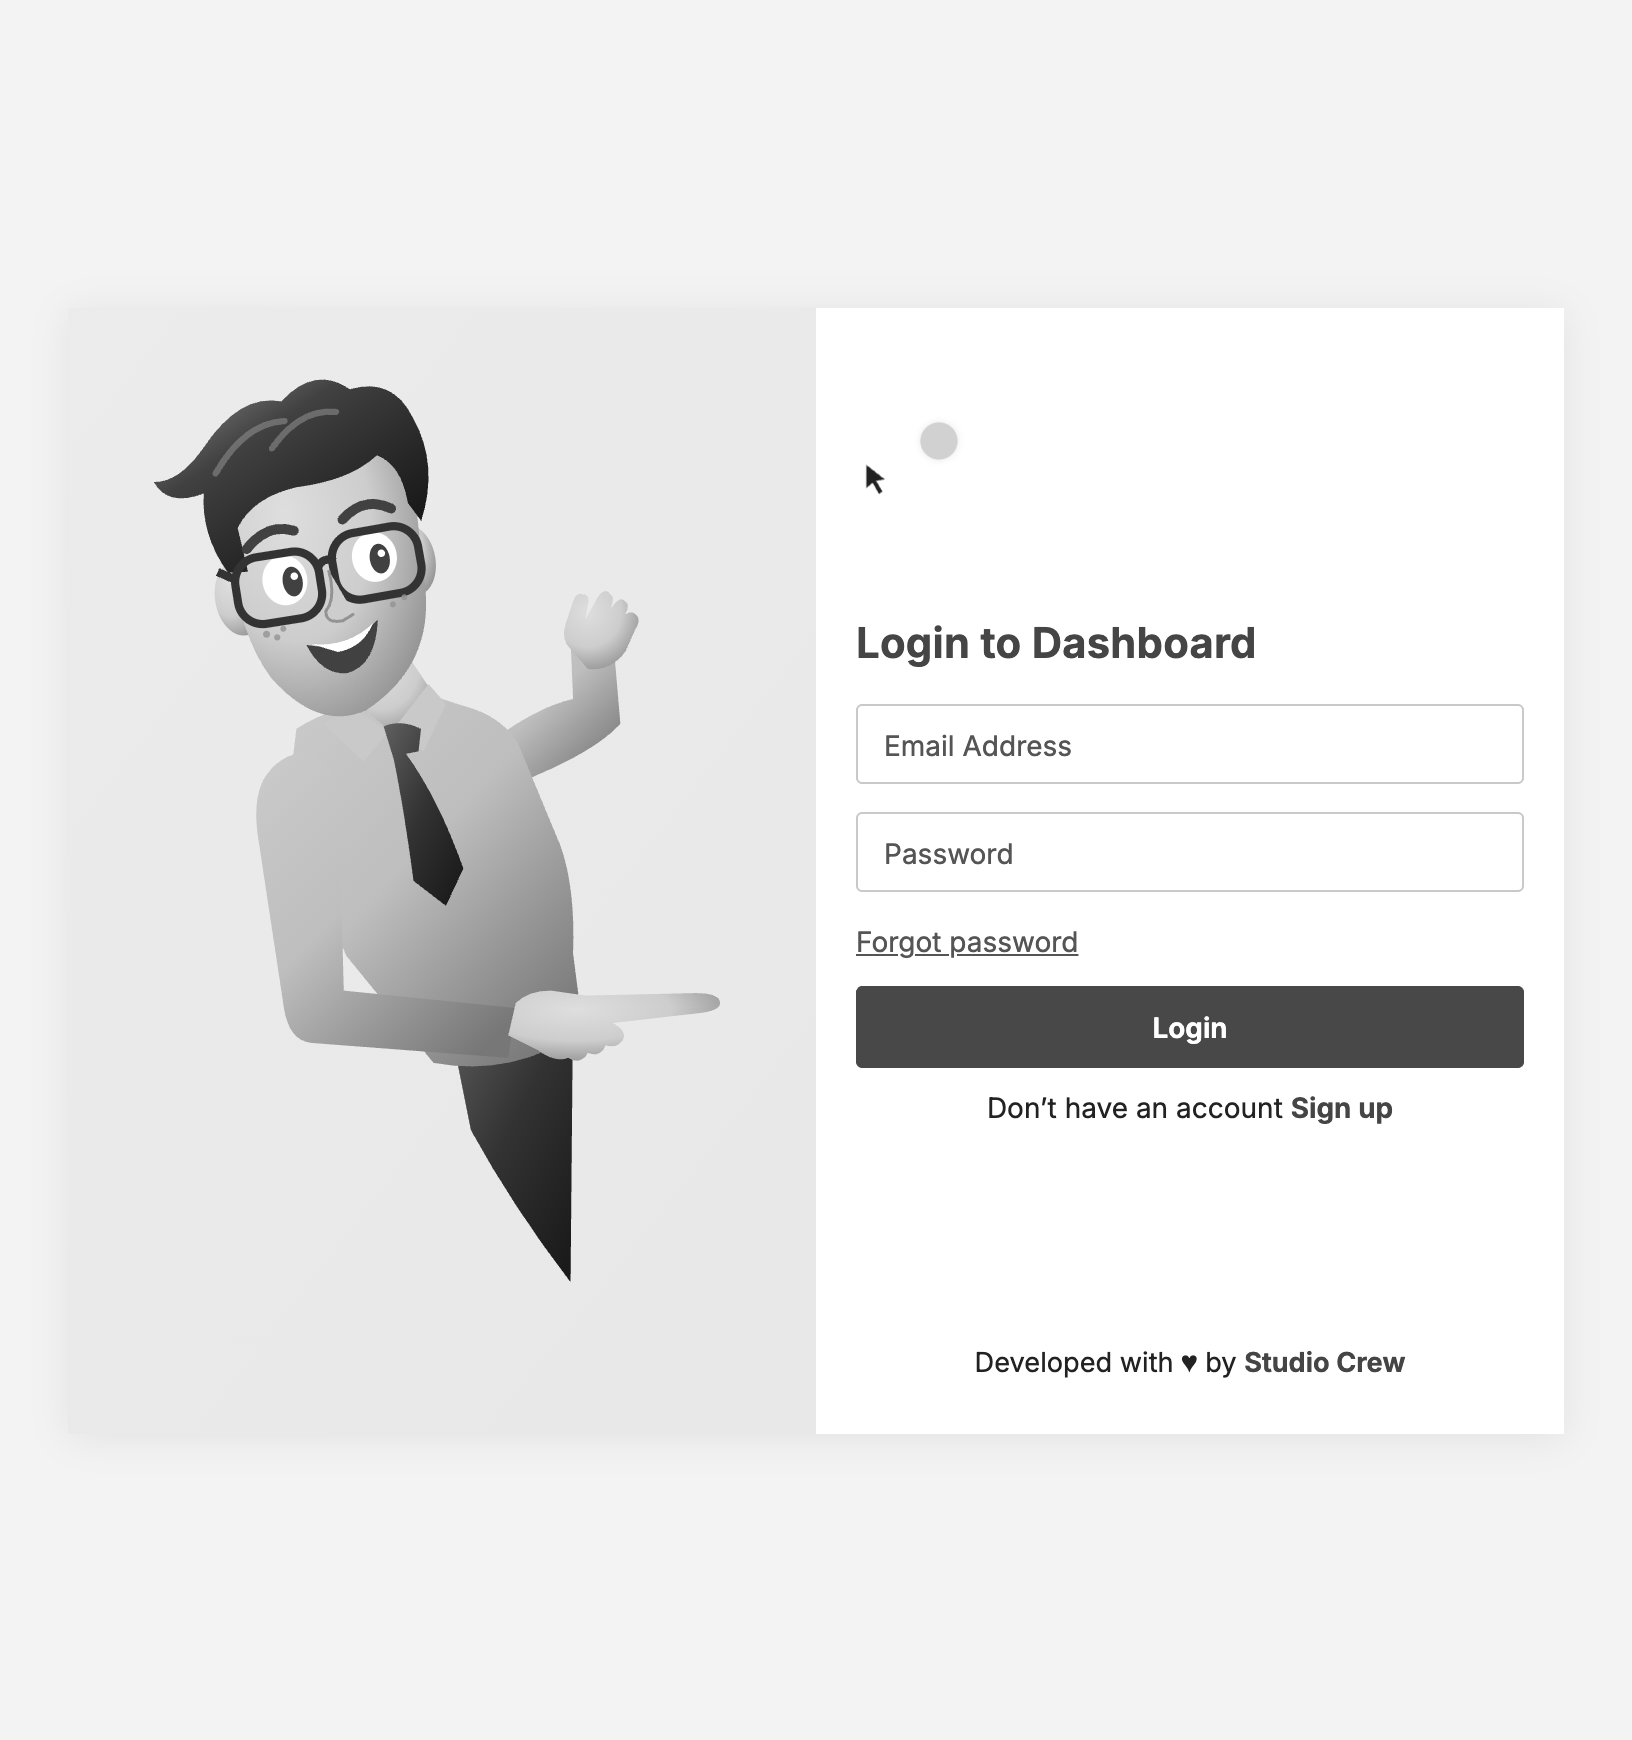 Login to Dashboard
Email Address
Password
Forgot password
Login
Don’t have an account Sign up
Developed with ♥ by Studio Crew